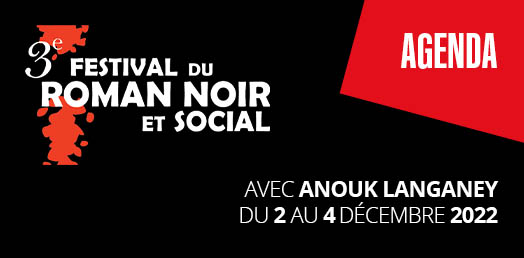 3e FESTIVAL DU
ROMAN NOIR
ET SOCIAL
AGENDA
AVEC ANOUK LANGANEY
DU 2 AU 4 DÉCEMBRE 2022